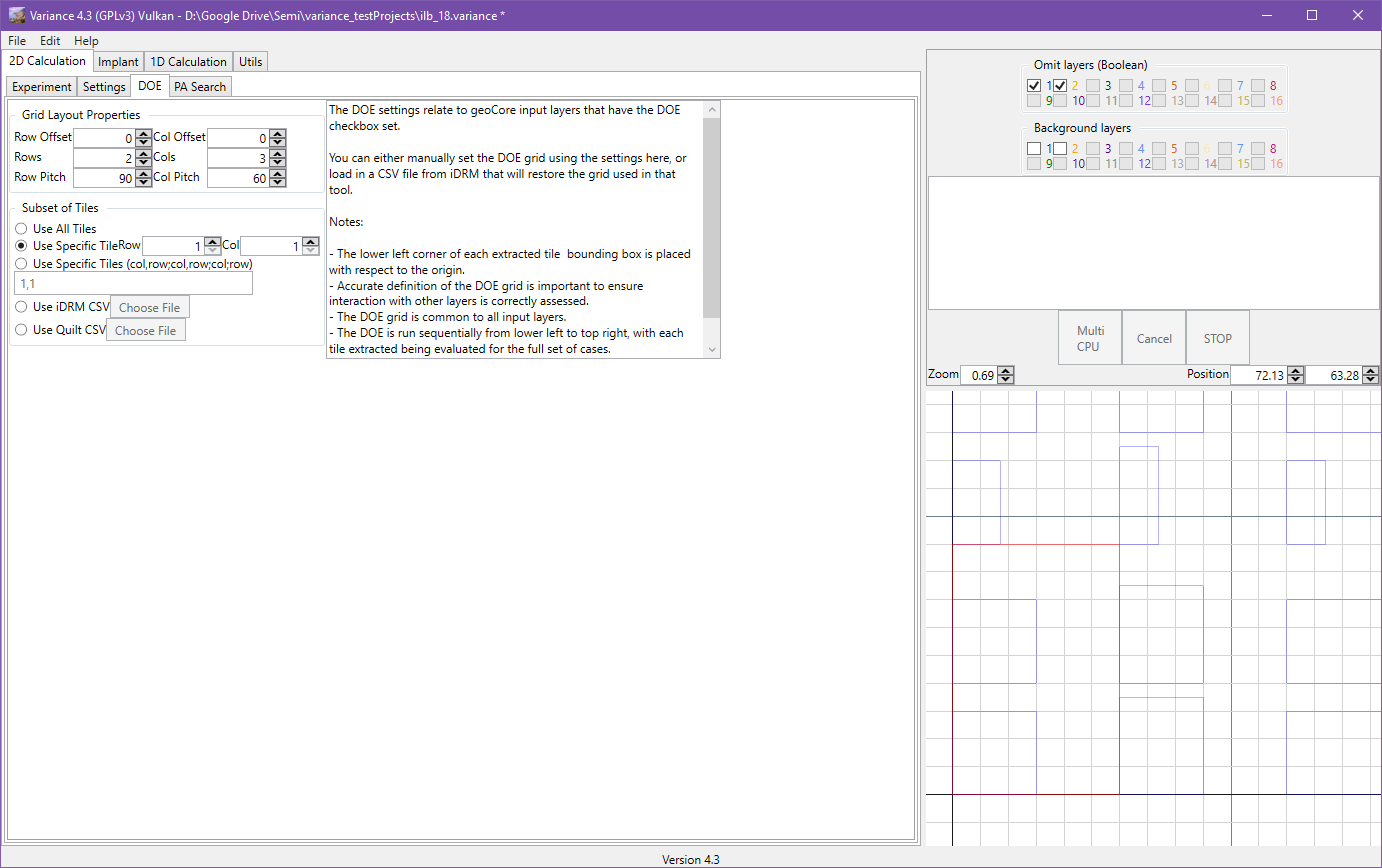 Variance 4.3 (GPLv3) Vulkan - D:\Google Drive\Semi\variance_testProjects\ilb_18.variance *
File Edit Help
2D Calculation Implant 1D Calculation Utils
Experiment Settings DOE PA Search
Grid Layout Properties
Row Offset 0 Col Offset 0
Rows 2 Cols 3
Row Pitch 90 Col Pitch 60
Subset of Tiles
Use All Tiles
Use Specific Tile Row 1 Col 1
Use Specific Tiles (col,row;col,row;col;row)
1,1
Use iDRM CSV Choose File
Use Quilt CSV Choose File
The DOE settings relate to geoCore input layers that have the DOE
checkbox set.
You can either manually set the DOE grid using the settings here, or
load in a CSV file from iDRM that will restore the grid used in that
tool.
Notes:
- The lower left corner of each extracted tile  bounding box is placed
with respect to the origin.
- Accurate definition of the DOE grid is important to ensure
interaction with other layers is correctly assessed.
- The DOE grid is common to all input layers.
- The DOE is run sequentially from lower left to top right, with each
tile extracted being evaluated for the full set of cases.
Omit layers (Boolean)
1 2 3 4 5 6 7 8
9 10 11 12 13 14 15 16
Background layers
1 2 3 4 5 6 7 8
9 10 11 12 13 14 15 16
Multi
CPU
Cancel STOP
Zoom 0.69 Position 72.13 63.28
Version 4.3